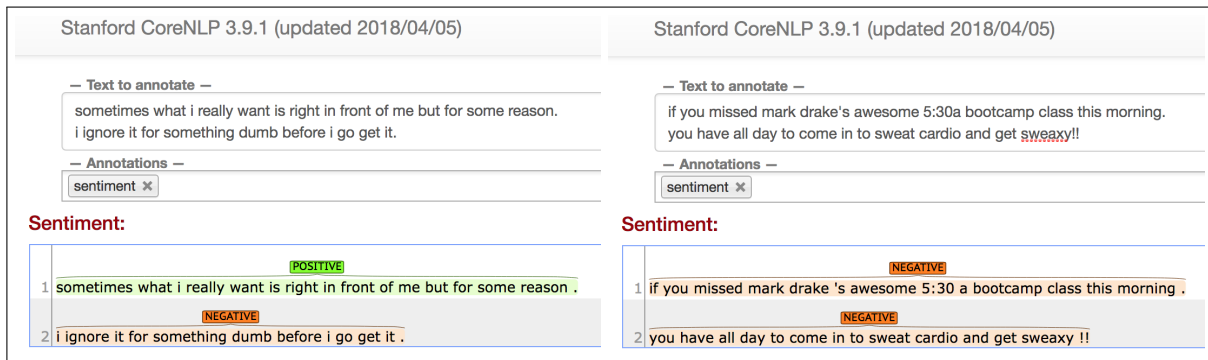 Stanford CoreNLP 3.9.1 (updated 2018/04/05)
— Text to annotate —
sometimes what i really want is right in front of me but for some reason.
i ignore it for something dumb before i go get it.
— Annotations —
sentiment ×
Sentiment:
POSITIVE
1 sometimes what i really want is right in front of me but for some reason .
NEGATIVE
2 i ignore it for something dumb before i go get it .
Stanford CoreNLP 3.9.1 (updated 2018/04/05)
— Text to annotate —
if you missed mark drake's awesome 5:30a bootcamp class this morning.
you have all day to come in to sweat cardio and get sweaxy!!
— Annotations —
sentiment ×
Sentiment:
NEGATIVE
1 if you missed mark drake 's awesome 5:30 a bootcamp class this morning .
NEGATIVE
2 you have all day to come in to sweat cardio and get sweaxy !!